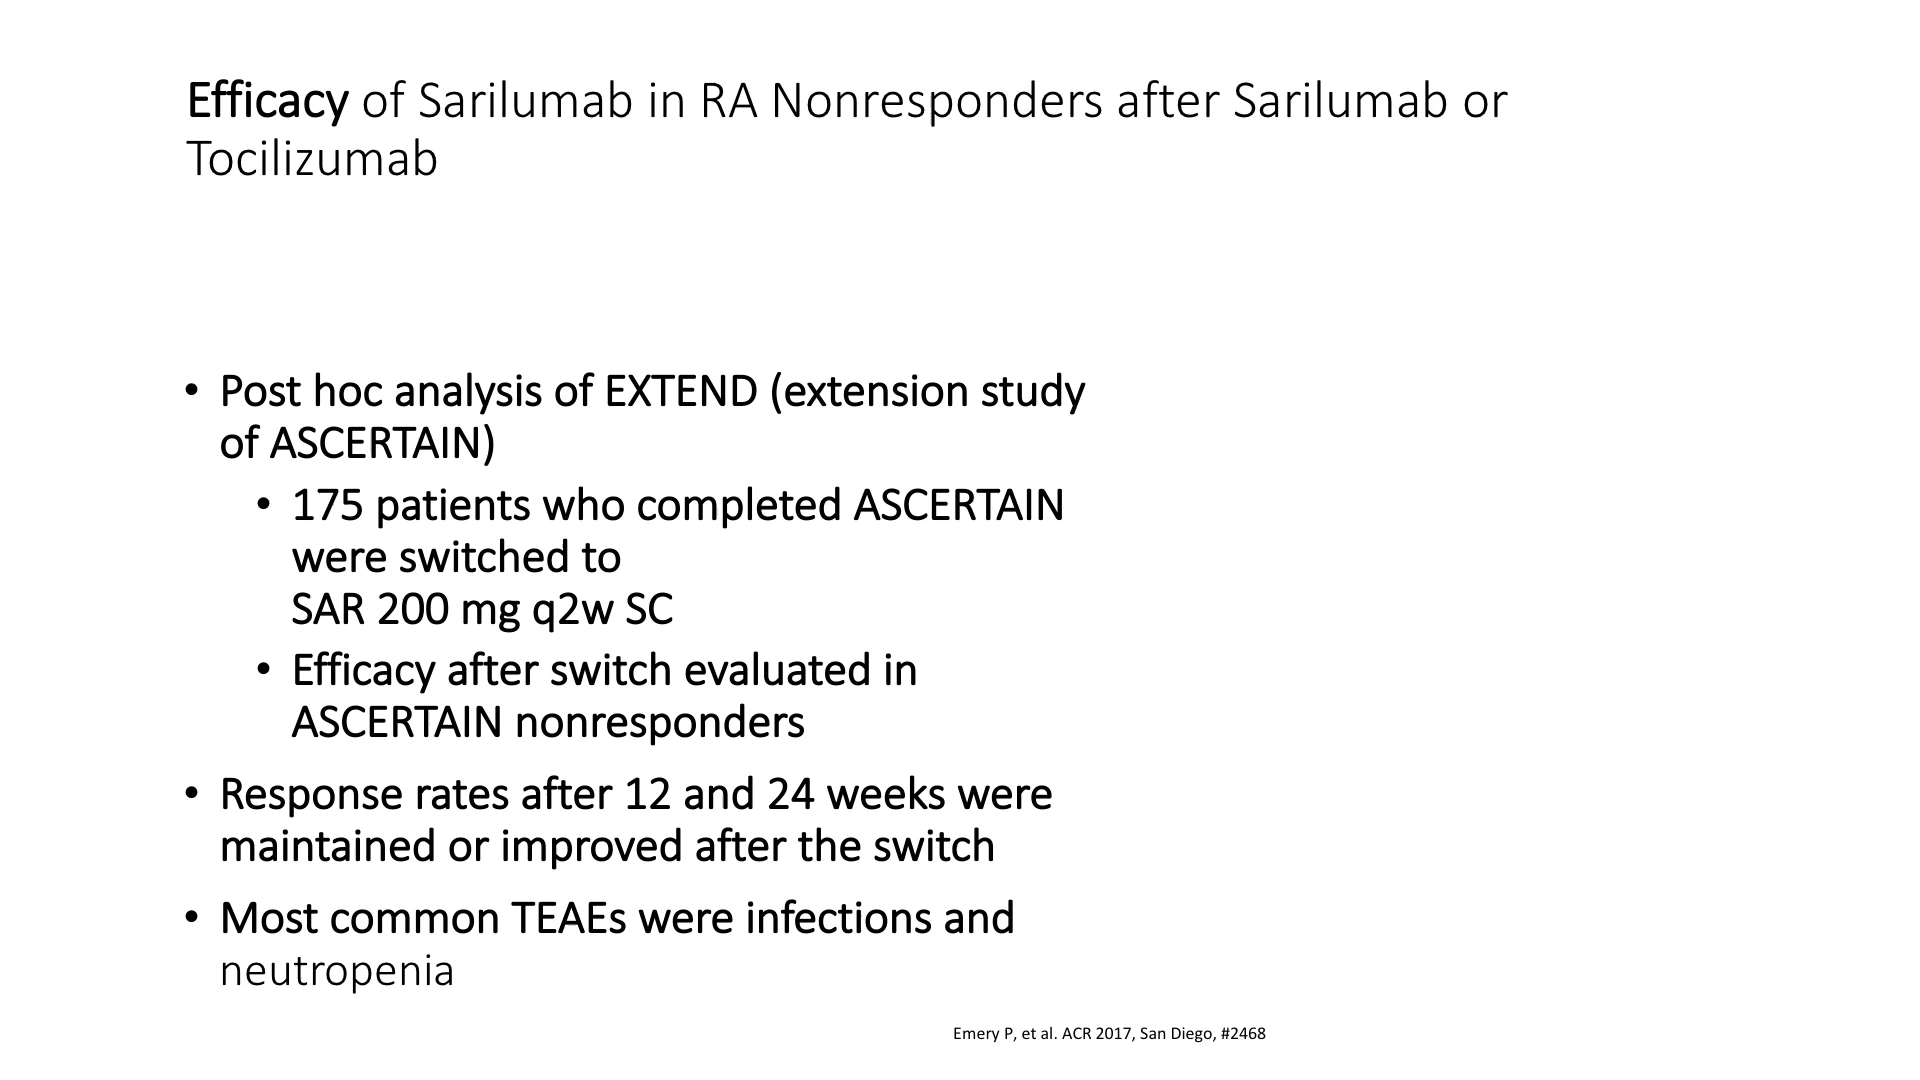 Efficacy of Sarilumab in RA Nonresponders after Sarilumab or
Tocilizumab
• Post hoc analysis of EXTEND (extension study
of ASCERTAIN)
• 175 patients who completed ASCERTAIN
were switched to
SAR 200 mg q2w SC
• Efficacy after switch evaluated in
ASCERTAIN nonresponders
• Response rates after 12 and 24 weeks were
maintained or improved after the switch
• Most common TEAEs were infections and
neutropenia
Emery P, et al. ACR 2017, San Diego, #2468